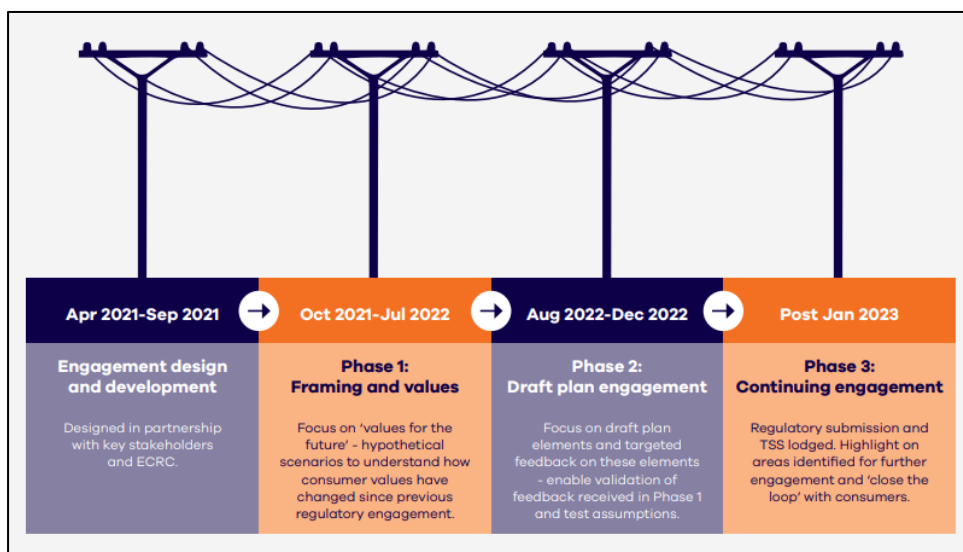 Apr 2021-Sep 2021
Engagement design
and development
Designed in partnership
with key stakeholders
and ECRC.
Oct 2021-Jul 2022
Phase 1:
Framing and values
Focus on ‘values for the
future’ - hypothetical
scenarios to understand how
consumer values have
changed since previous
regulatory engagement.
Aug 2022-Dec 2022
Phase 2:
Draft plan engagement
Focus on draft plan
elements and targeted
feedback on these elements
- enable validation of
feedback received in Phase 1
and test assumptions.
Post Jan 2023
Phase 3:
Continuing engagement
Regulatory submission and
TSS lodged. Highlight on
areas identified for further
engagement and ‘close the
loop’ with consumers.